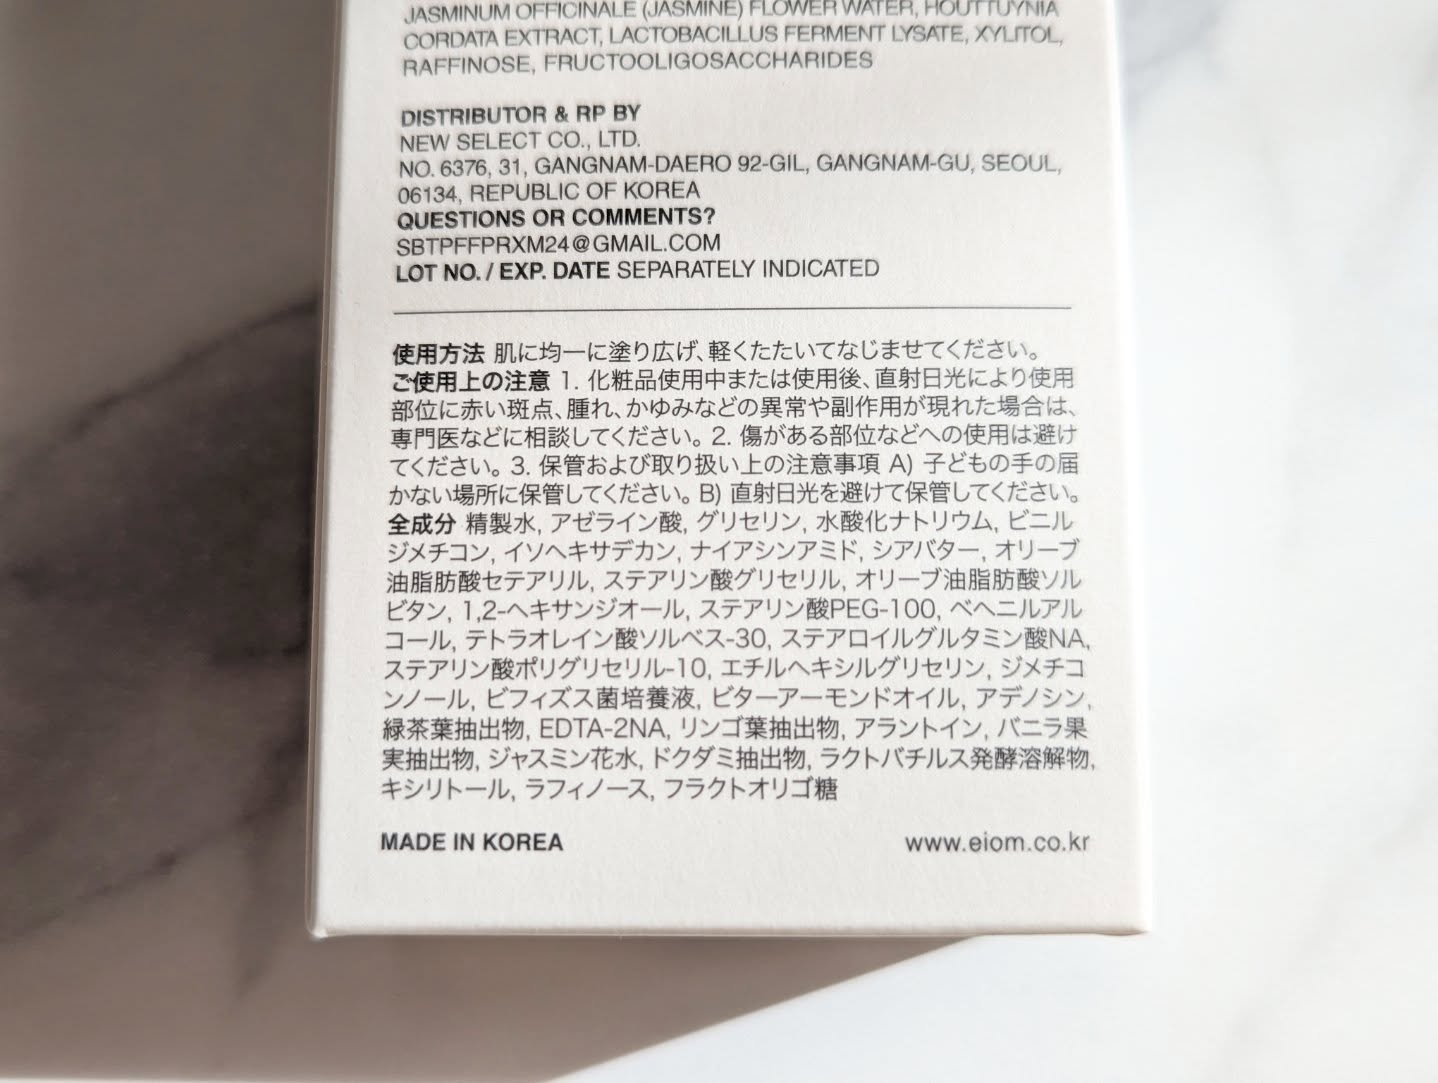 JASMINUM OFFICINALE (JASMINE) FLOWER WATER, HOUTTUYNIA
CORDATA EXTRACT, LACTOBACILLUS FERMENT LYSATE, XYLITOL,
RAFFINOSE, FRUCTOOLIGOSACCHARIDES
DISTRIBUTOR & RP BY
NEW SELECT CO., LTD.
NO. 6376, 31, GANGNAM-DAERO 92-GIL, GANGNAM-GU, SEOUL,
06134, REPUBLIC OF KOREA
QUESTIONS OR COMMENTS?
SBTPFFPRXM24@GMAIL.COM
LOT NO. / EXP. DATE SEPARATELY INDICATED
使用方法 肌に均一に塗り広げ、軽くたたいてなじませてください。
ご使用上の注意 1. 化粧品使用中または使用後、直射日光により使用
部位に赤い斑点、腫れ、かゆみなどの異常や副作用が現れた場合は、
専門医などに相談してください。2. 傷がある部位などへの使用は避け
てください。3. 保管および取り扱い上の注意事項 A) 子どもの手の届
かない場所に保管してください。B) 直射日光を避けて保管してください。
全成分 精製水, アゼライン酸, グリセリン, 水酸化ナトリウム, ビニル
ジメチコン, イソヘキサデカン, ナイアシンアミド, シアバター, オリーブ
油脂肪酸セテアリル, ステアリン酸グリセリル, オリーブ油脂肪酸ソル
ビタン, 1,2-ヘキサンジオール, ステアリン酸PEG-100, ベヘニルアル
コール, テトラオレイン酸ソルベス-30, ステアロイルグルタミン酸NA,
ステアリン酸ポリグリセリル-10, エチルヘキシルグリセリン, ジメチコ
ンノール, ビフィズス菌培養液, ビターアーモンドオイル, アデノシン,
緑茶葉抽出物, EDTA-2NA, リンゴ葉抽出物, アラントイン, バニラ果
実抽出物, ジャスミン花水, ドクダミ抽出物, ラクトバチルス発酵溶解物,
キシリトール, ラフィノース, フラクトオリゴ糖
MADE IN KOREA
www.eiom.co.kr